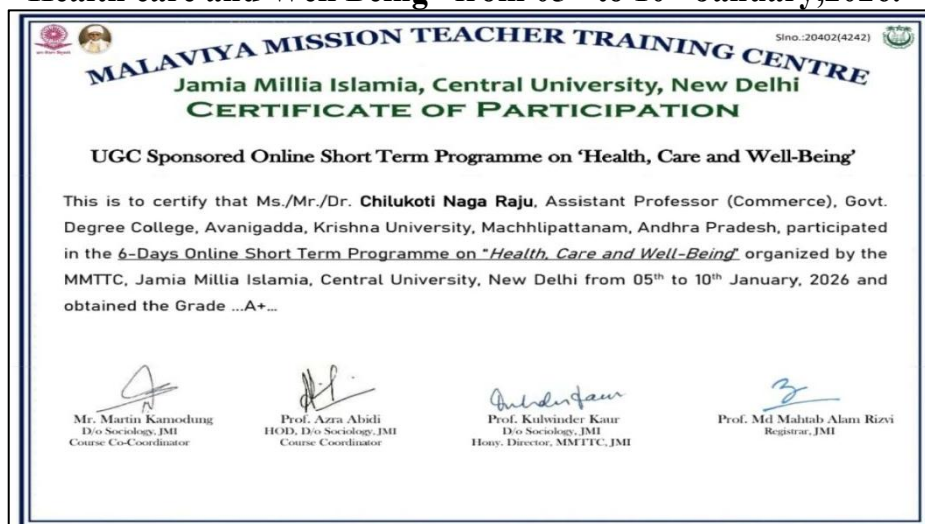 "Health care and Well Being" from 05th to 10th January,2026.
SIno.:20402(4242)
MALAVIYA MISSION TEACHER TRAINING CENTRE
Jamia Millia Islamia, Central University, New Delhi
CERTIFICATE OF PARTICIPATION
UGC Sponsored Online Short Term Programme on ‘Health, Care and Well-Being’
This is to certify that Ms./Mr./Dr. Chilukoti Naga Raju, Assistant Professor (Commerce), Govt.
Degree College, Avanigadda, Krishna University, Machhlipattanam, Andhra Pradesh, participated
in the 6-Days Online Short Term Programme on "Health, Care and Well-Being" organized by the
MMTTC, Jamia Millia Islamia, Central University, New Delhi from 05th to 10th January, 2026 and
obtained the Grade ...A+...
Mr. Martin Kamodung
D/o Sociology, JMI
Course Co-Coordinator
Prof. Azra Abidi
HOD, D/o Sociology, JMI
Course Coordinator
Prof. Kulwinder Kaur
D/o Sociology, JMI
Hony. Director, MMTTC, JMI
Prof. Md Mahtab Alam Rizvi
Registrar, JMI